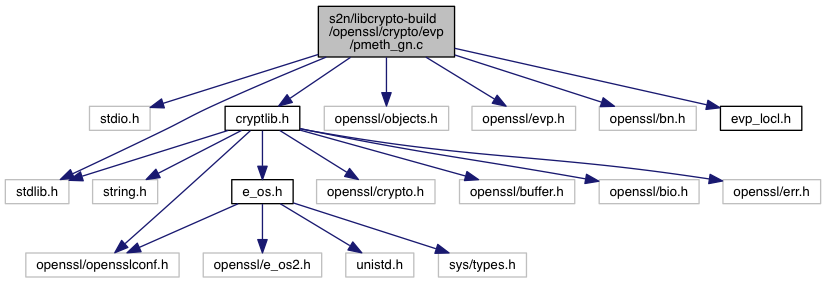 s2n/libcrypto-build
/openssl/crypto/evp
/pmeth_gn.c
stdio.h
cryptlib.h
openssl/objects.h
openssl/evp.h
openssl/bn.h
evp_locl.h
stdlib.h
string.h
e_os.h
openssl/crypto.h
openssl/buffer.h
openssl/bio.h
openssl/err.h
openssl/opensslconf.h
openssl/e_os2.h
unistd.h
sys/types.h